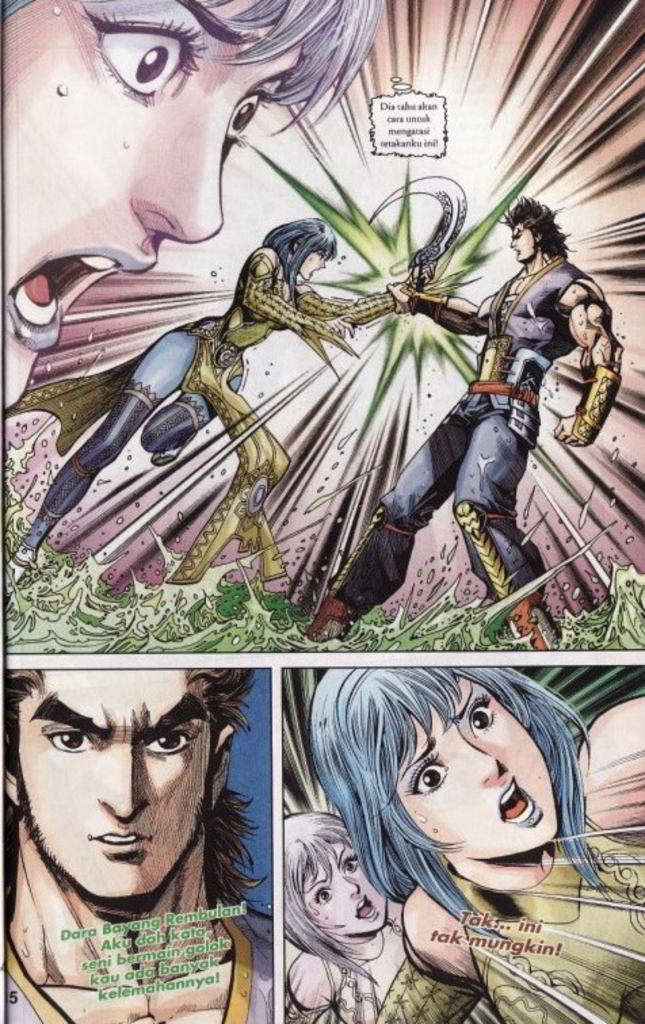 Dia tahu akan
cara untuk
mengatasi
tetakanku ini!
Dara Bayang Rembulan!
Aku dah kata,
seni bermain golok
kau ada banyak
kelemahannya!
Tak... ini
tak mungkin!
5